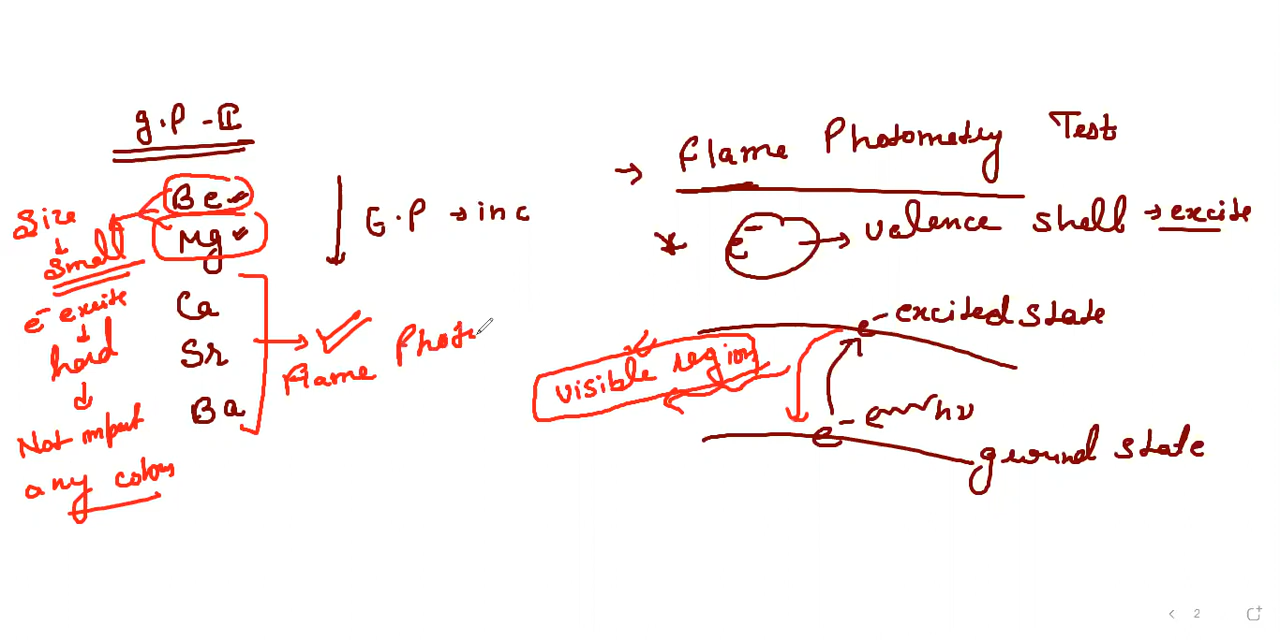 g.P - II
Be
Mg
Ca
Sr
Ba
Size
small
e- excite
hard
Not impart
any colour
G.P → inc
Flame Phot
→ Flame Photometry Test
e- → valence shell → excite
e- excited state
visible region
e- hν
ground state
2